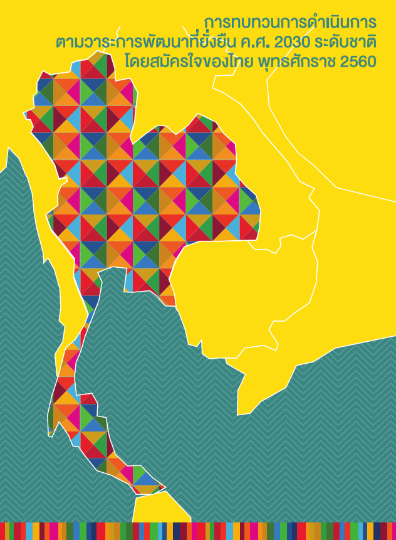 การทบทวนการดำเนินการ
ตามวาระการพัฒนาที่ยั่งยืน ค.ศ. 2030 ระดับชาติ
โดยสมัครใจของไทย พุทธศักราช 2560